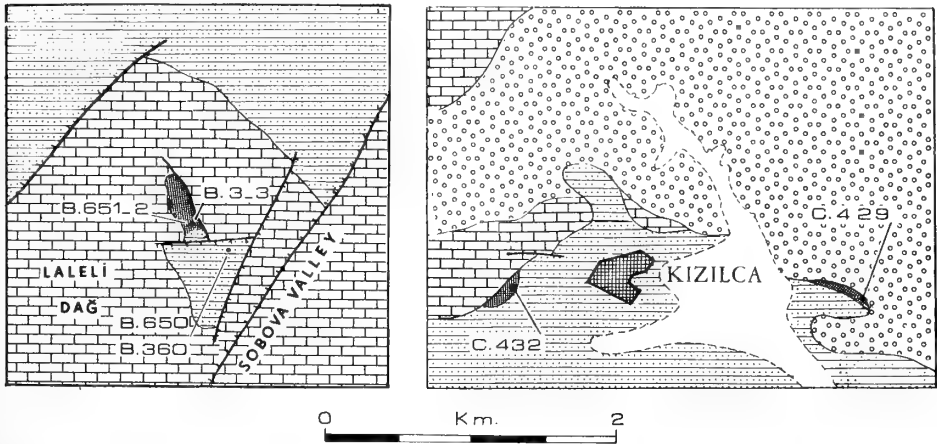 B.3_3
B.651_2
LALELİ
DAĞ
B.650
B.360
SOBOVA VALLEY
C.429
KIZILCA
C.432
0 Km. 2